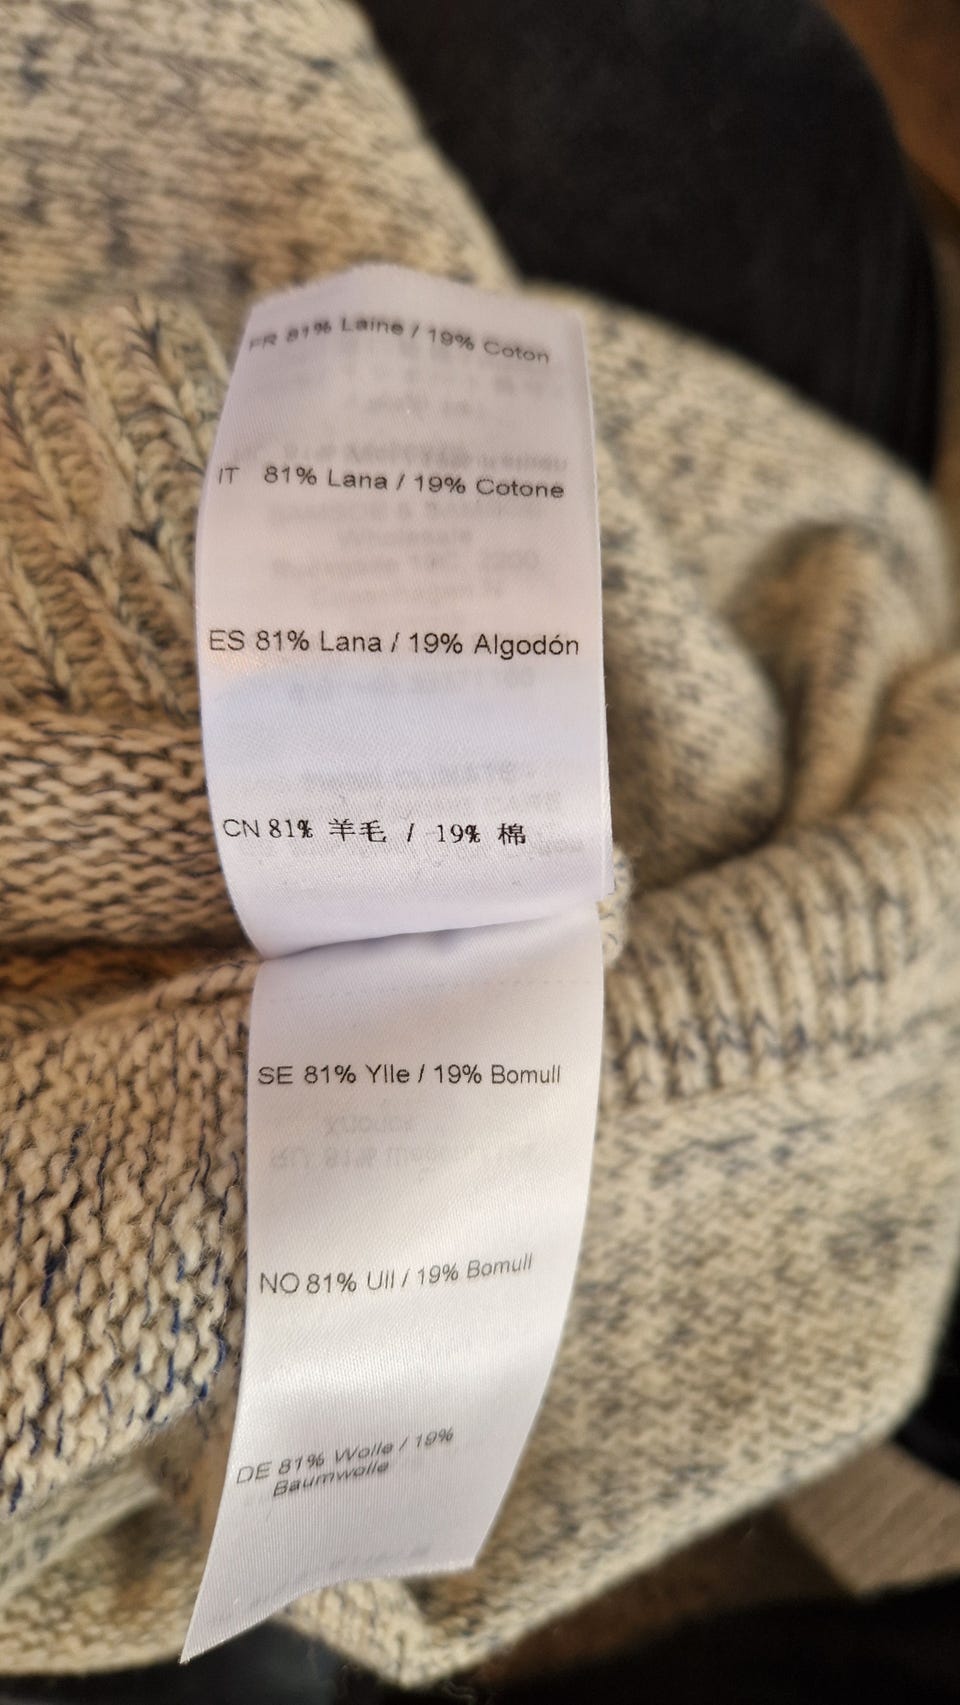 FR 81% Laine / 19% Coton
IT 81% Lana / 19% Cotone
ES 81% Lana / 19% Algodón
CN 81% 羊毛 / 19% 棉
SE 81% Ylle / 19% Bomull
NO 81% Ull / 19% Bomull
DE 81% Wolle / 19%
Baumwolle